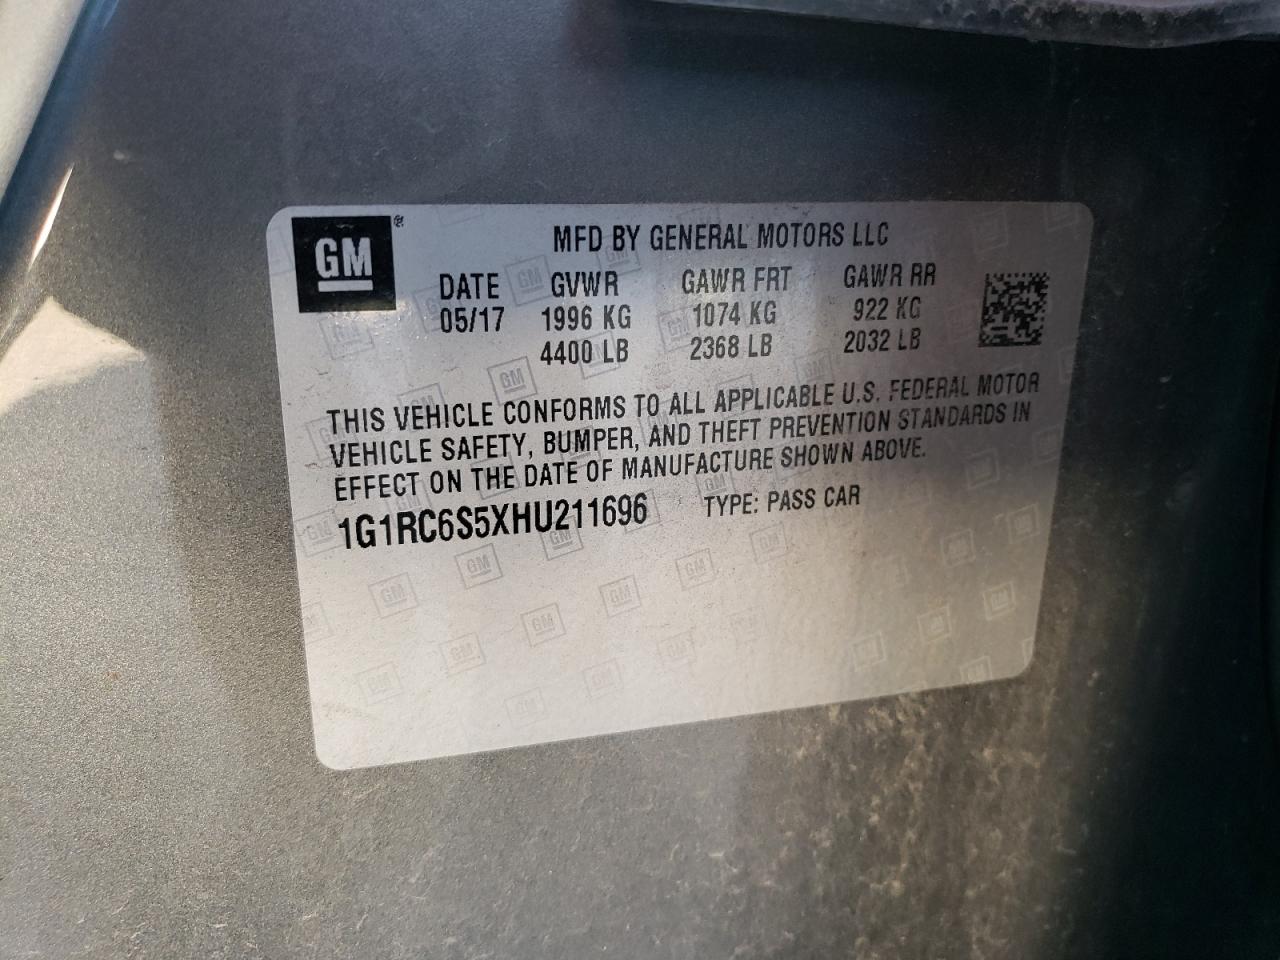 GM ®
MFD BY GENERAL MOTORS LLC
DATE GVWR GAWR FRT GAWR RR
05/17 1996 KG 1074 KG 922 KG
4400 LB 2368 LB 2032 LB
THIS VEHICLE CONFORMS TO ALL APPLICABLE U.S. FEDERAL MOTOR
VEHICLE SAFETY, BUMPER, AND THEFT PREVENTION STANDARDS IN
EFFECT ON THE DATE OF MANUFACTURE SHOWN ABOVE.
1G1RC6S5XHU211696 TYPE: PASS CAR